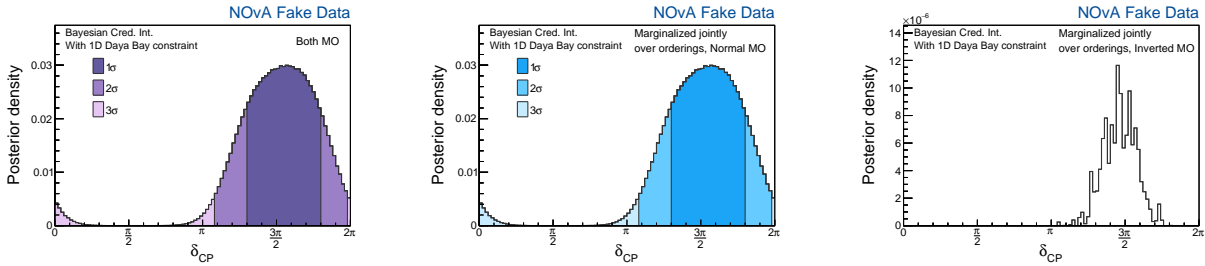 NOvA Fake Data
Bayesian Cred. Int.
With 1D Daya Bay constraint
Both MO
1σ
2σ
3σ
Posterior density
0.03
0.02
0.01
0
0
π/2
π
3π/2
2π
δCP
NOvA Fake Data
Bayesian Cred. Int.
With 1D Daya Bay constraint
Marginalized jointly
over orderings, Normal MO
1σ
2σ
3σ
Posterior density
0.03
0.02
0.01
0
0
π/2
π
3π/2
2π
δCP
NOvA Fake Data
×10⁻⁶
Bayesian Cred. Int.
With 1D Daya Bay constraint
Marginalized jointly
over orderings, Inverted MO
Posterior density
14
12
10
8
6
4
2
0
0
π/2
π
3π/2
2π
δCP